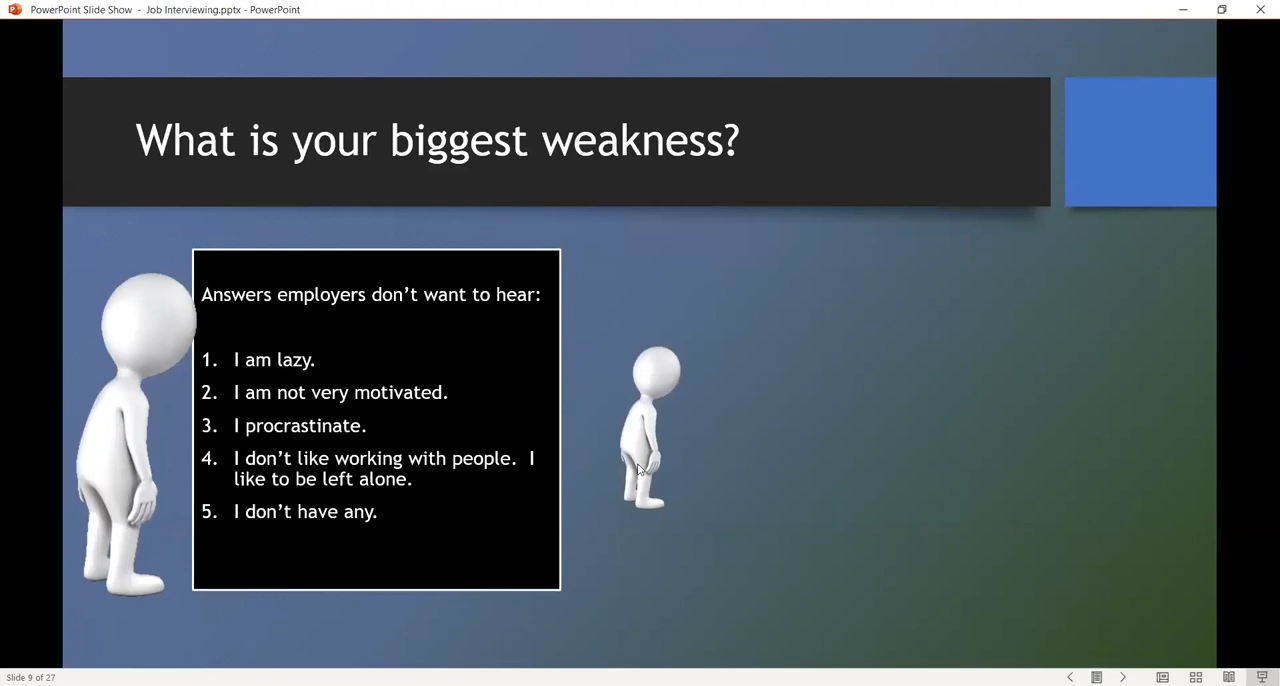 PowerPoint Slide Show - Job Interviewing.pptx - PowerPoint
What is your biggest weakness?
Answers employers don’t want to hear:
1. I am lazy.
2. I am not very motivated.
3. I procrastinate.
4. I don’t like working with people.  I
like to be left alone.
5. I don’t have any.
Slide 9 of 27